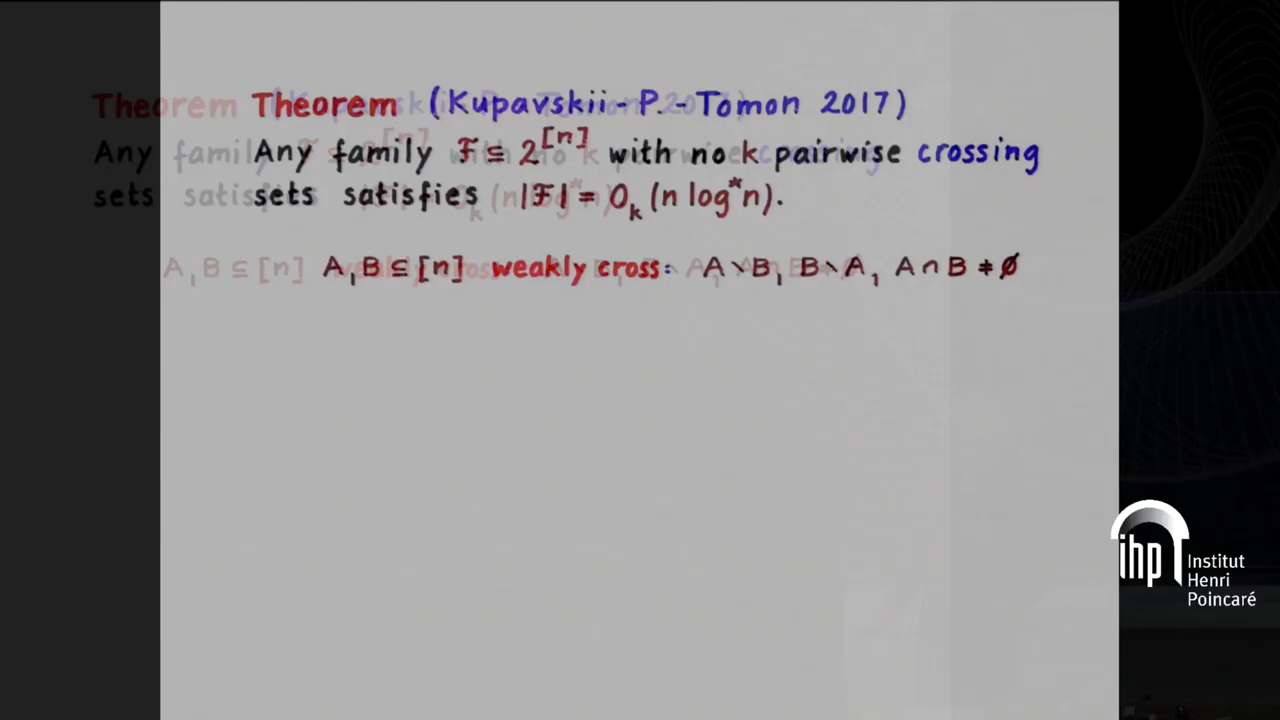 Theorem (Kupavskii-P.-Tomon 2017)
Any family ℱ ⊆ 2^[n] with no k pairwise crossing
sets satisfies |ℱ| = O_k (n log* n).
A, B ⊆ [n] weakly cross: A∖B, B∖A, A∩B ≠ ∅
ihp Institut
Henri
Poincaré